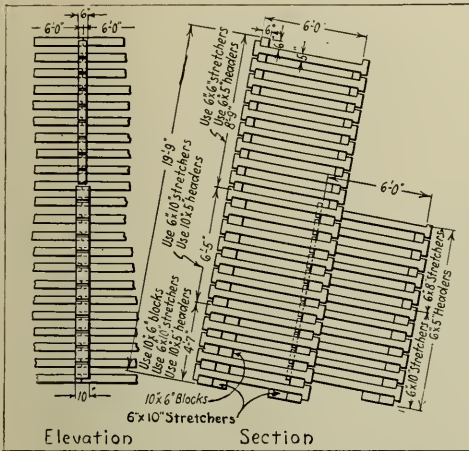 6"
6'-0" 6'-0"
10"
Elevation
6'-0"
6"
6"
5"
Use 6"x6" stretchers
Use 6"x5" headers
8'-9"
19'-9"
Use 6"x10" stretchers
Use 10"x5" headers
6'-5"
Use 10"x6" blocks
Use 6"x10" stretchers
Use 10"x5" headers
4'-7
6'-0"
6"x10" Stretchers 6"x8" Stretchers
6"x5" Headers
10"x6" Blocks
6"x10" Stretchers
Section